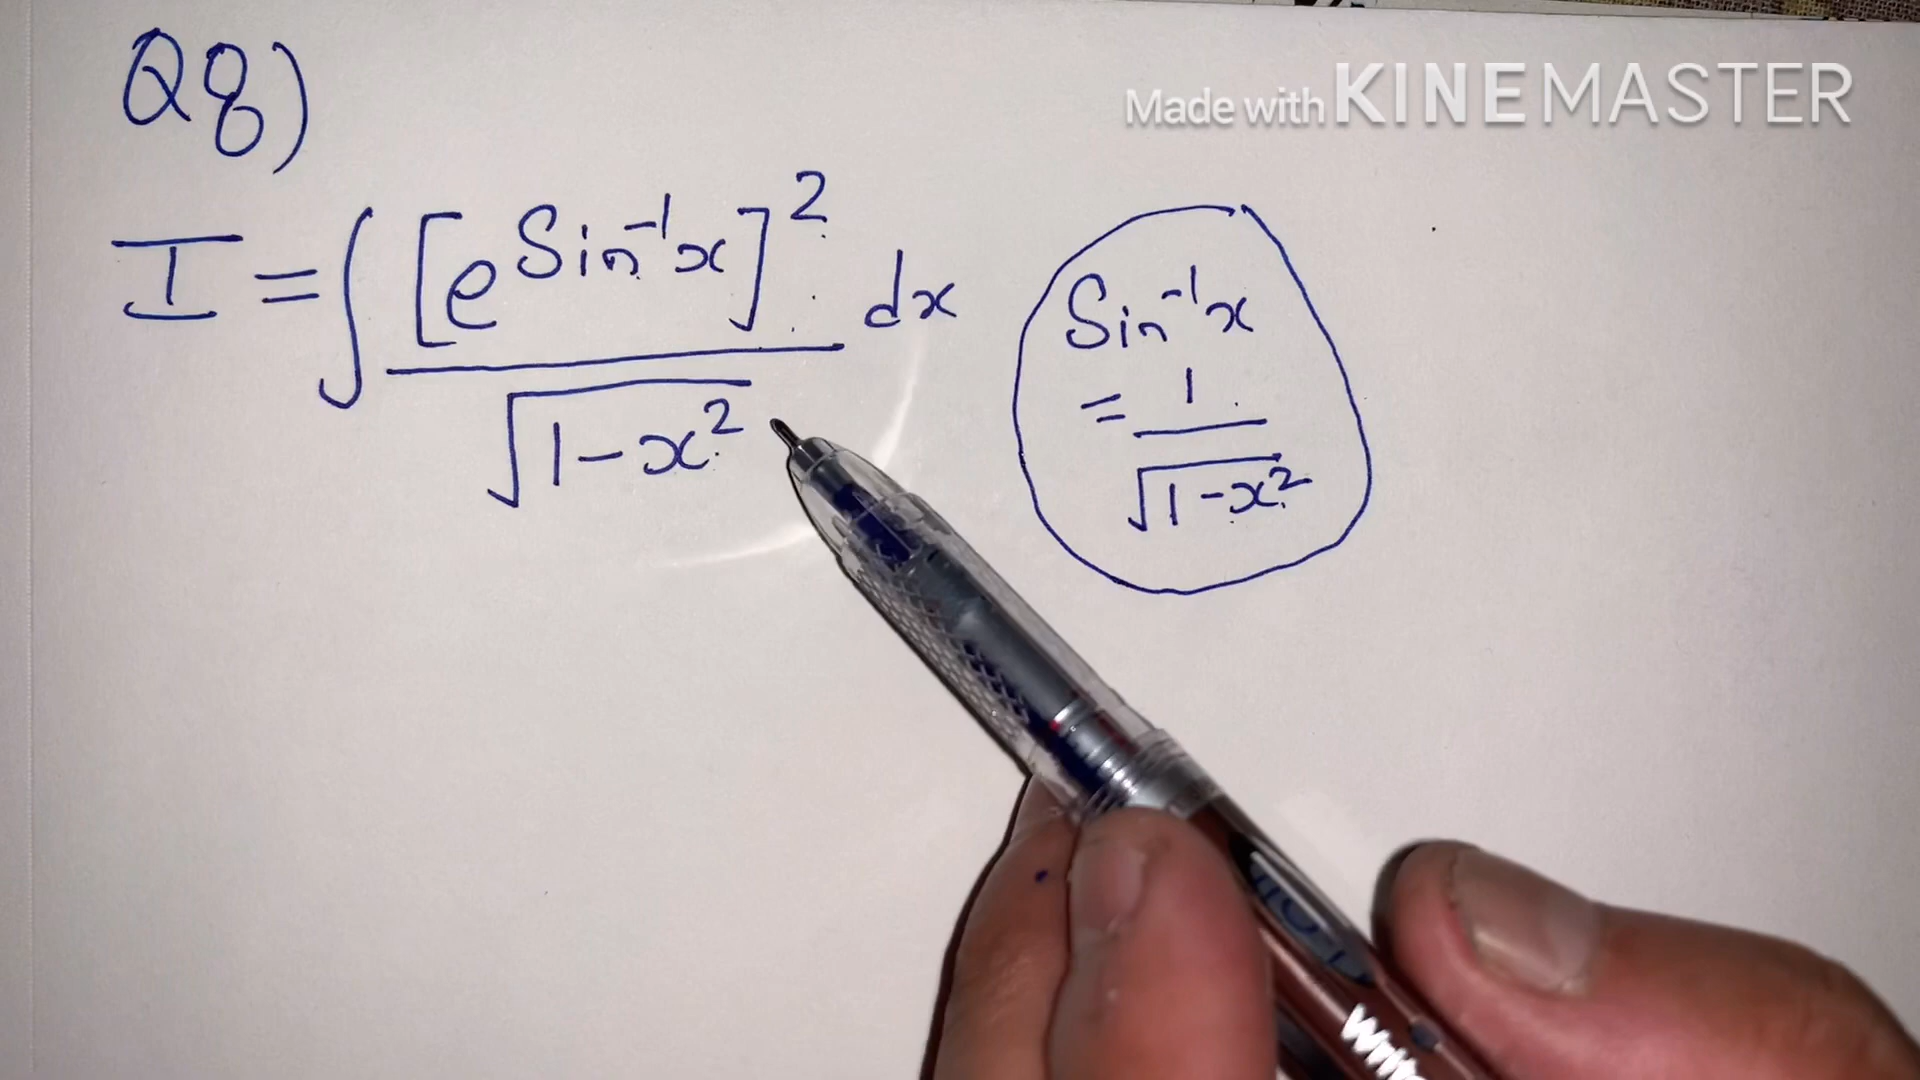 Q8)
Made with KINEMASTER
I = ∫ [e^Sin⁻¹x]² / √1-x² dx
Sin⁻¹x
= 1 / √1-x²